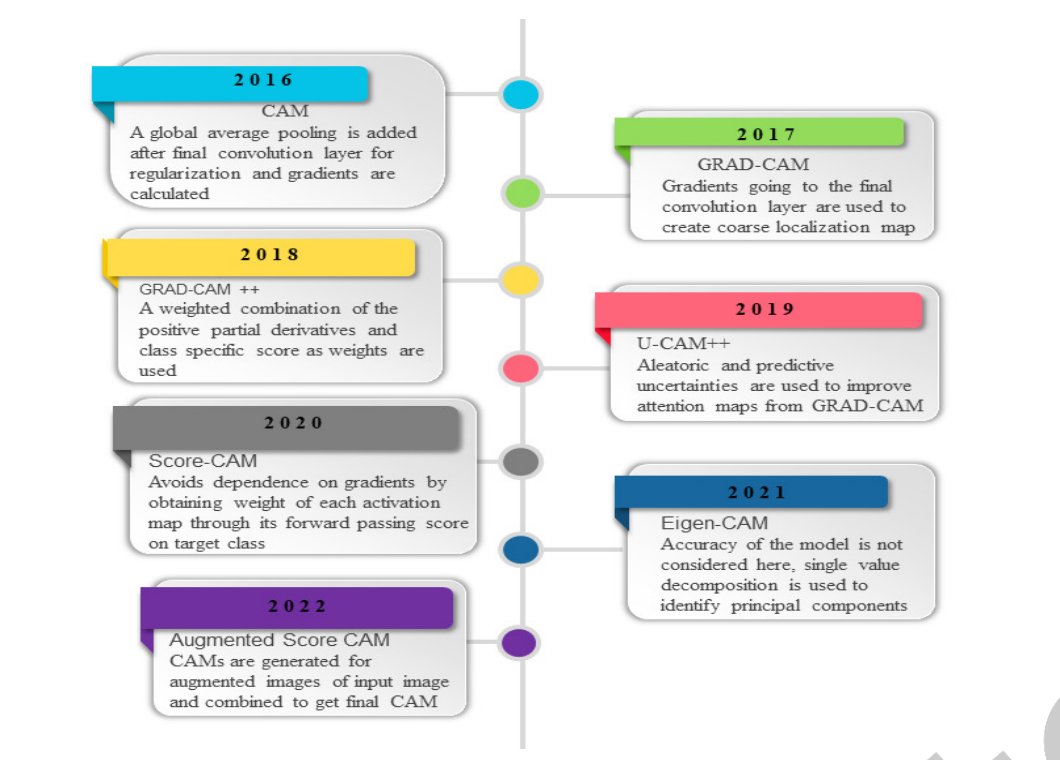 2016
CAM
A global average pooling is added
after final convolution layer for
regularization and gradients are
calculated
2017
GRAD-CAM
Gradients going to the final
convolution layer are used to
create coarse localization map
2018
GRAD-CAM ++
A weighted combination of the
positive partial derivatives and
class specific score as weights are
used
2019
U-CAM++
Aleatoric and predictive
uncertainties are used to improve
attention maps from GRAD-CAM
2020
Score-CAM
Avoids dependence on gradients by
obtaining weight of each activation
map through its forward passing score
on target class
2021
Eigen-CAM
Accuracy of the model is not
considered here, single value
decomposition is used to
identify principal components
2022
Augmented Score CAM
CAMs are generated for
augmented images of input image
and combined to get final CAM